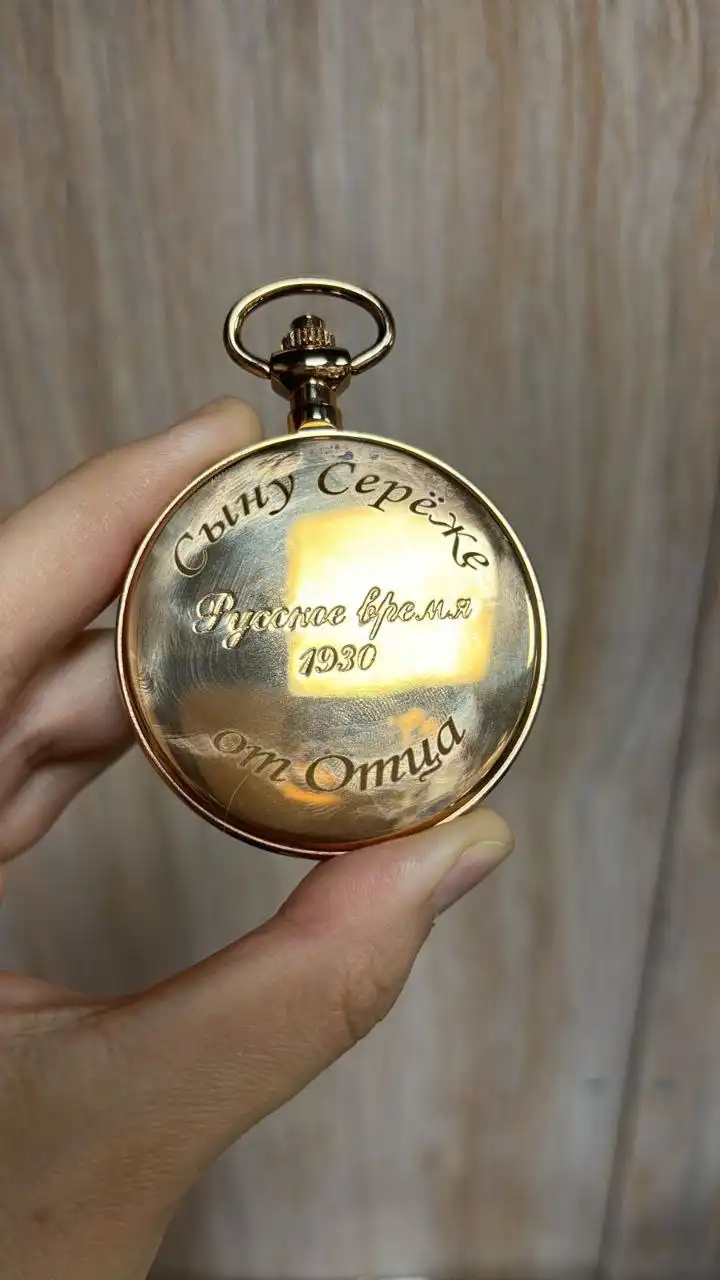 Сыну Серёже
Русское время
1930
от Отца